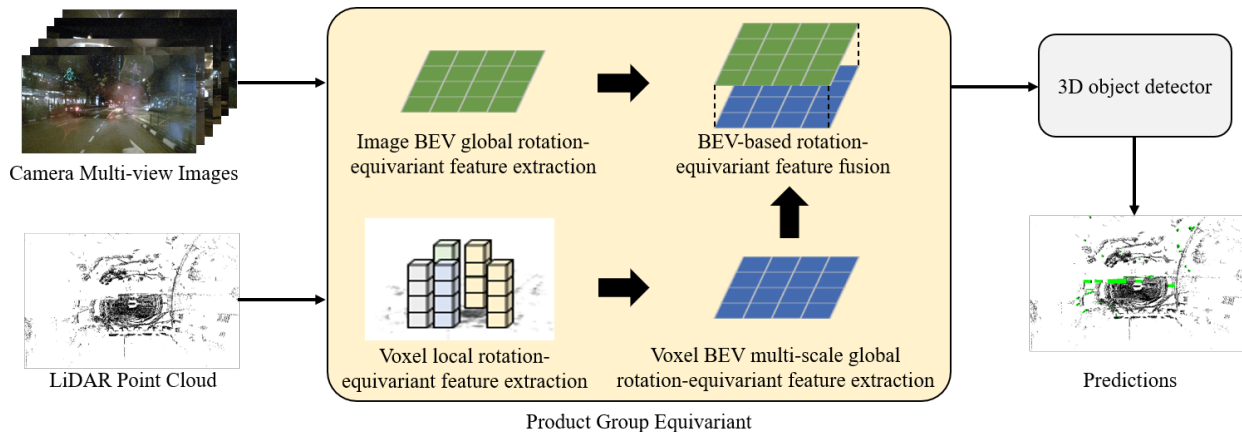 Camera Multi-view Images
LiDAR Point Cloud
Image BEV global rotation-
equivariant feature extraction
BEV-based rotation-
equivariant feature fusion
Voxel local rotation-
equivariant feature extraction
Voxel BEV multi-scale global
rotation-equivariant feature extraction
Product Group Equivariant
3D object detector
Predictions